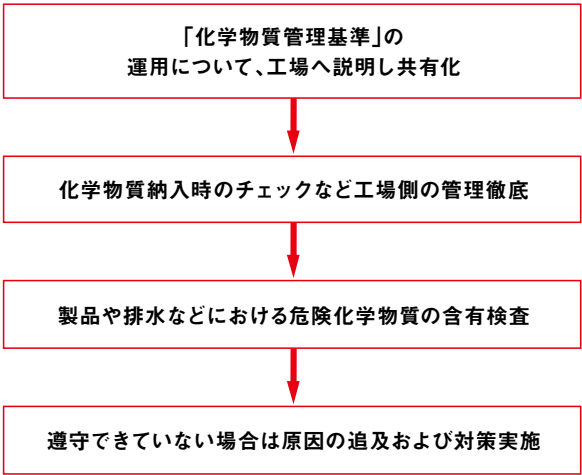 「化学物質管理基準」の
運用について、工場へ説明し共有化
化学物質納入時のチェックなど工場側の管理徹底
製品や排水などにおける危険化学物質の含有検査
遵守できていない場合は原因の追及および対策実施